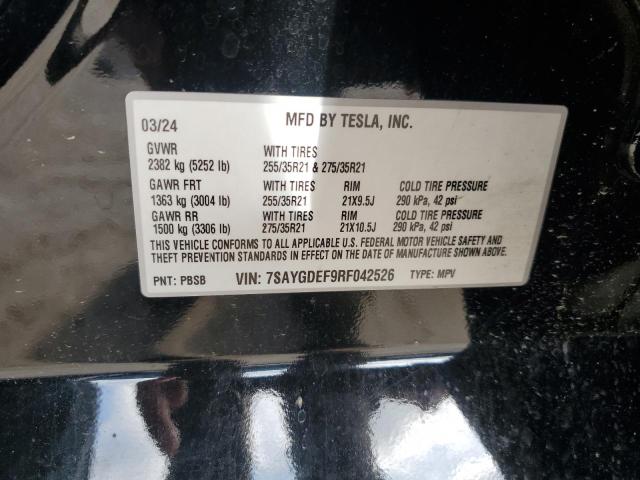 03/24 MFD BY TESLA, INC.
GVWR WITH TIRES
2382 kg (5252 lb) 255/35R21 & 275/35R21
GAWR FRT WITH TIRES RIM COLD TIRE PRESSURE
1363 kg (3004 lb) 255/35R21 21X9.5J 290 kPa, 42 psi
GAWR RR WITH TIRES RIM COLD TIRE PRESSURE
1500 kg (3306 lb) 275/35R21 21X10.5J 290 kPa, 42 psi
THIS VEHICLE CONFORMS TO ALL APPLICABLE U.S. FEDERAL MOTOR VEHICLE SAFETY AND
THEFT PREVENTION STANDARDS IN EFFECT ON THE DATE OF MANUFACTURE SHOWN ABOVE.
PNT: PBSB VIN: 7SAYGDEF9RF042526 TYPE: MPV